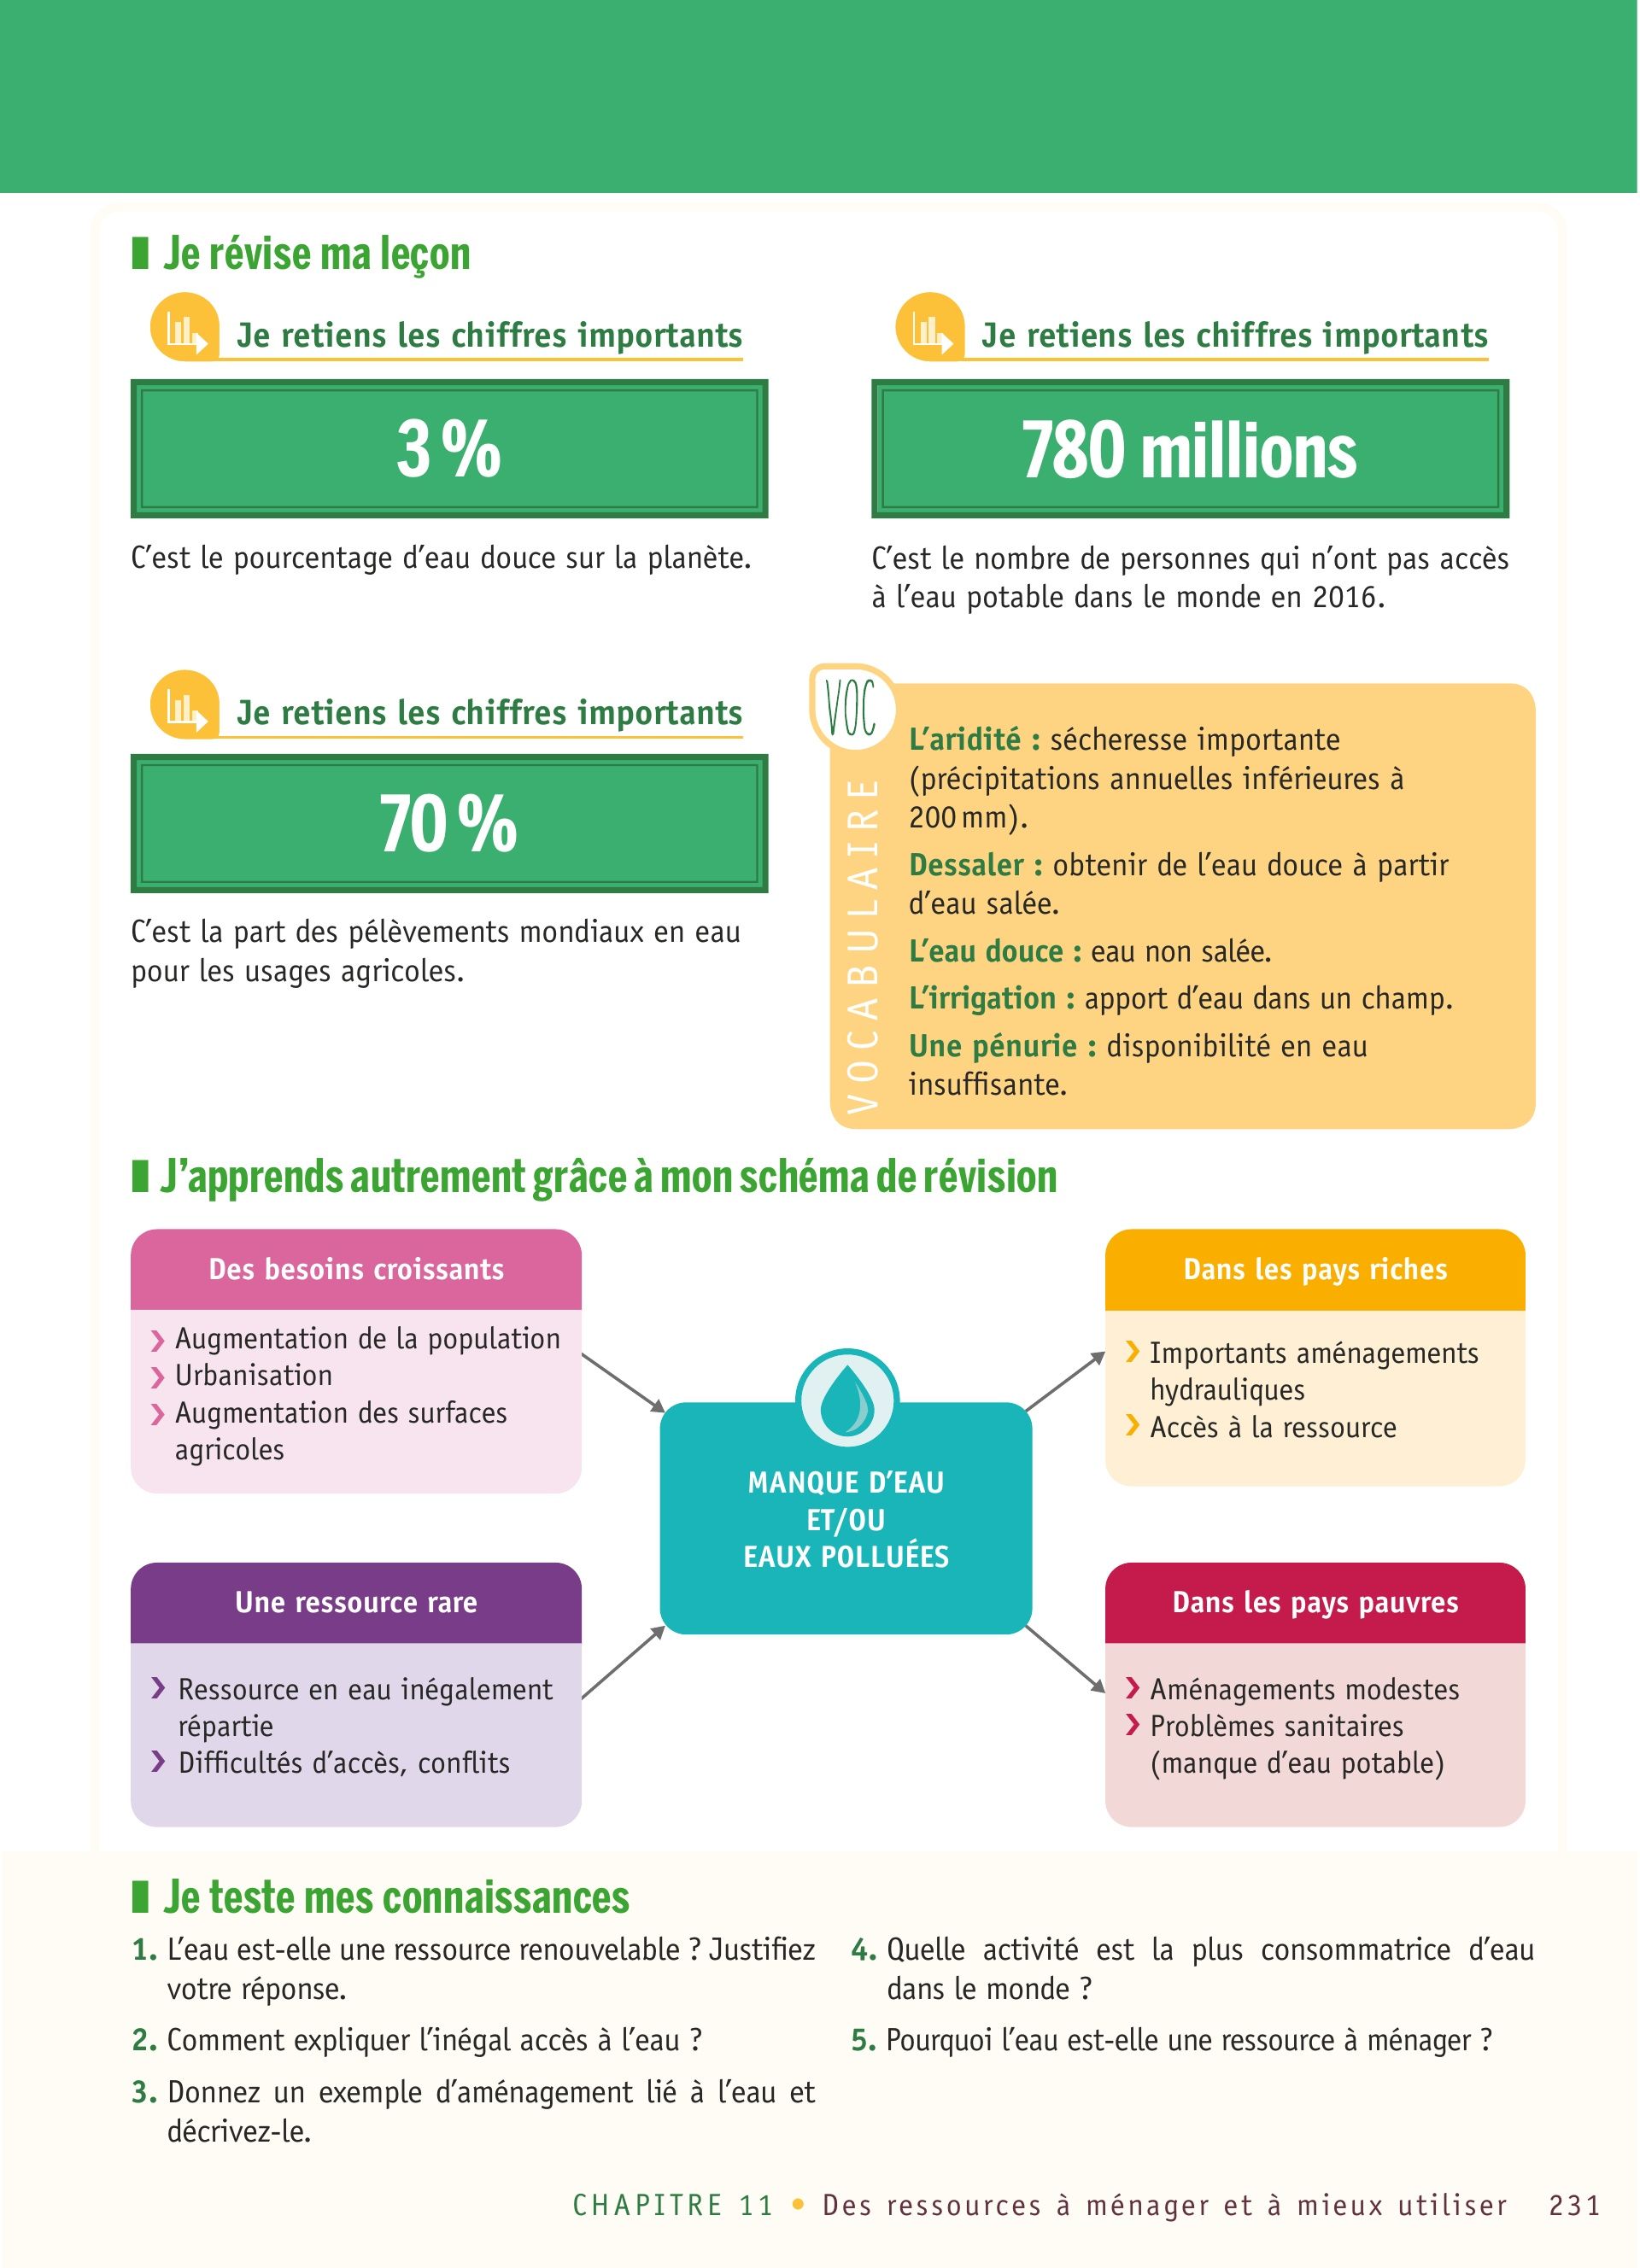 Je révise ma leçon
Je retiens les chiffres importants
3 %
C'est le pourcentage d'eau douce sur la planète.
Je retiens les chiffres importants
780 millions
C'est le nombre de personnes qui n'ont pas accès
à l'eau potable dans le monde en 2016.
Je retiens les chiffres importants
70 %
C'est la part des pélèvements mondiaux en eau
pour les usages agricoles.
VOC
VOCABULAIRE
L'aridité : sécheresse importante
(précipitations annuelles inférieures à
200 mm).
Dessaler : obtenir de l'eau douce à partir
d'eau salée.
L'eau douce : eau non salée.
L'irrigation : apport d'eau dans un champ.
Une pénurie : disponibilité en eau
insuffisante.
J'apprends autrement grâce à mon schéma de révision
Des besoins croissants
› Augmentation de la population
› Urbanisation
› Augmentation des surfaces
agricoles
Une ressource rare
› Ressource en eau inégalement
répartie
› Difficultés d'accès, conflits
MANQUE D'EAU
ET/OU
EAUX POLLUÉES
Dans les pays riches
› Importants aménagements
hydrauliques
› Accès à la ressource
Dans les pays pauvres
› Aménagements modestes
› Problèmes sanitaires
(manque d'eau potable)
Je teste mes connaissances
1. L'eau est-elle une ressource renouvelable ? Justifiez
votre réponse.
2. Comment expliquer l'inégal accès à l'eau ?
3. Donnez un exemple d'aménagement lié à l'eau et
décrivez-le.
4. Quelle activité est la plus consommatrice d'eau
dans le monde ?
5. Pourquoi l'eau est-elle une ressource à ménager ?
CHAPITRE 11 • Des ressources à ménager et à mieux utiliser 231